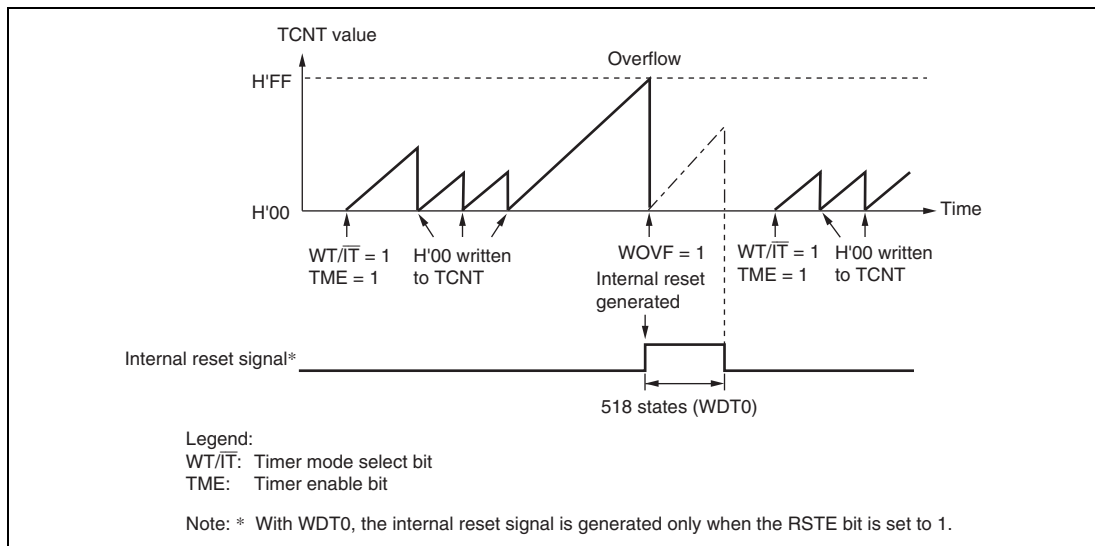 TCNT value
Overflow
H'FF
H'00
Time
WT/I̅T̅ = 1
TME = 1
H'00 written
to TCNT
WOVF = 1
Internal reset
generated
WT/I̅T̅ = 1
TME = 1
H'00 written
to TCNT
Internal reset signal*
518 states (WDT0)
Legend:
WT/I̅T̅: Timer mode select bit
TME: Timer enable bit
Note: * With WDT0, the internal reset signal is generated only when the RSTE bit is set to 1.